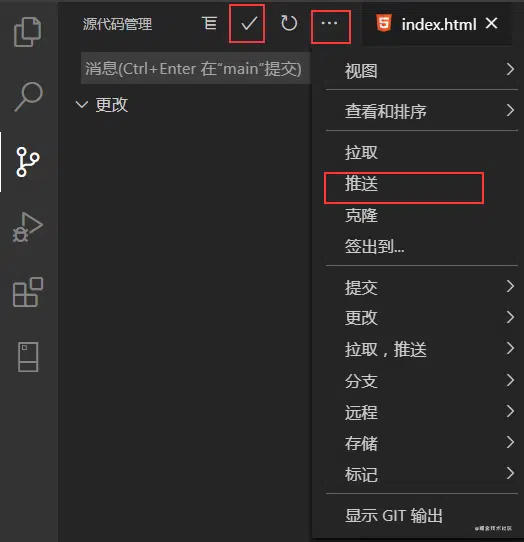 源代码管理
index.html
消息(Ctrl+Enter 在“main”提交)
更改
视图
查看和排序
拉取
推送
克隆
签出到...
提交
更改
拉取，推送
分支
远程
存储
标记
显示 GIT 输出
@稀土掘金技术社区